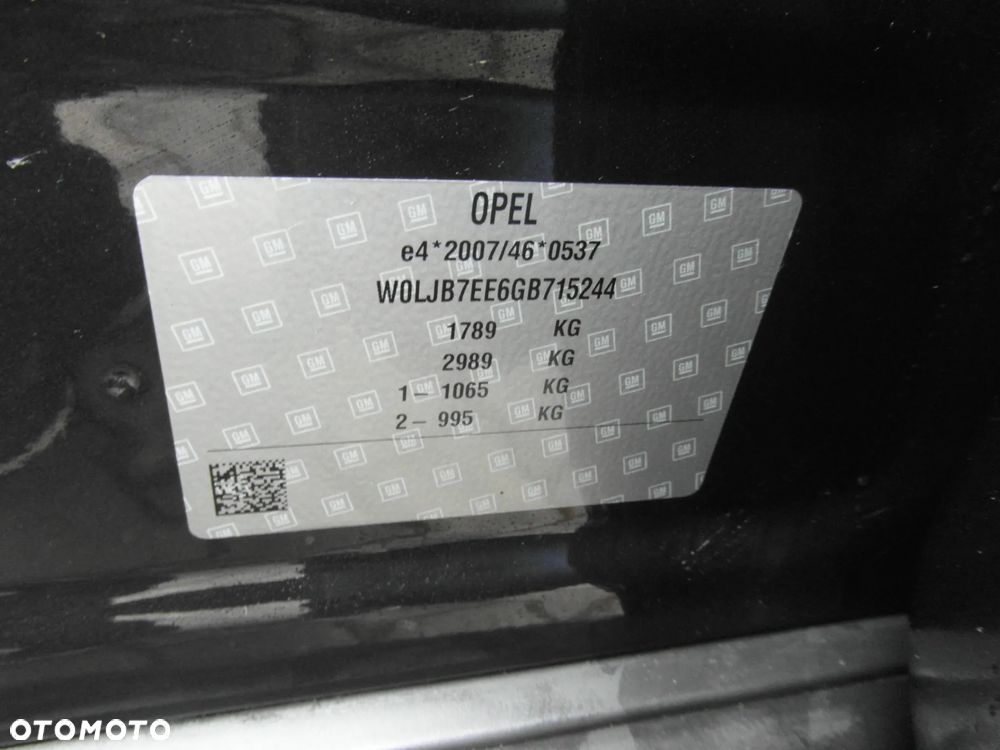 OPEL
e4*2007/46*0537
W0LJB7EE6GB715244
1789 KG
2989 KG
1- 1065 KG
2- 995 KG
OTOMOTO